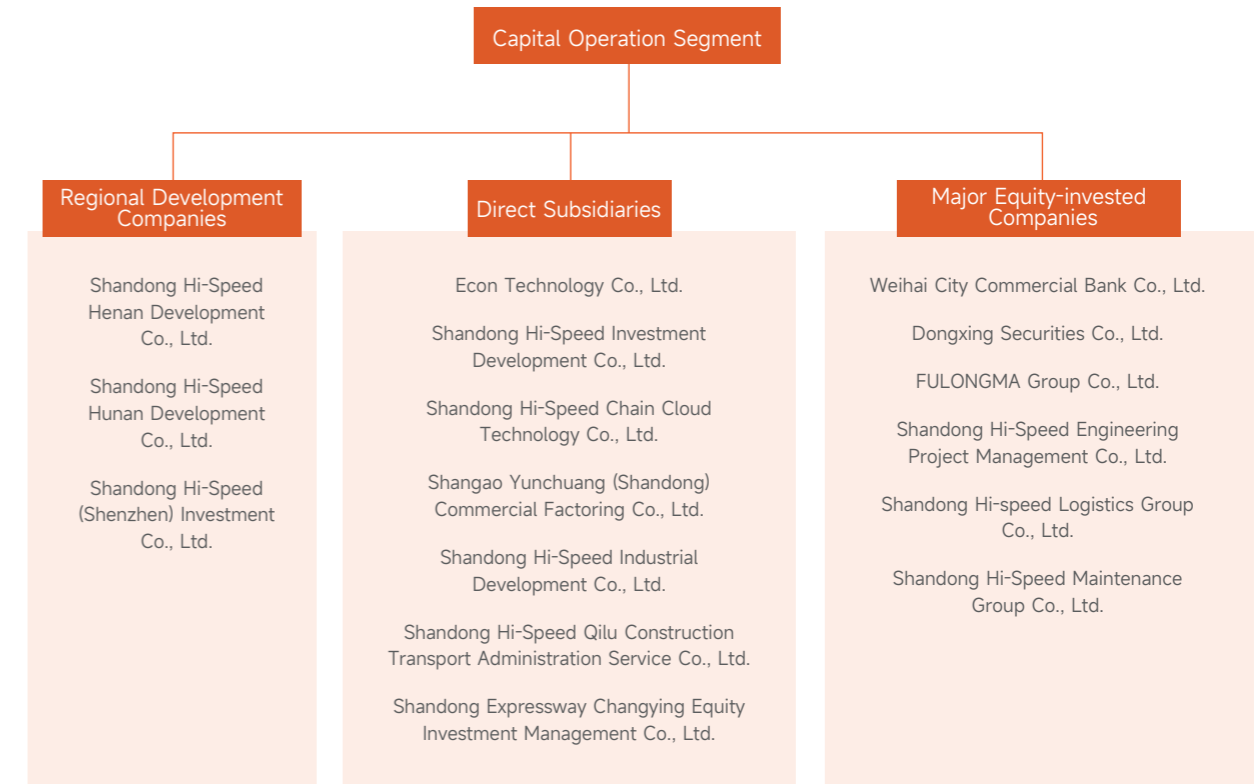 Capital Operation Segment
Regional Development
Companies
Shandong Hi-Speed
Henan Development
Co., Ltd.
Shandong Hi-Speed
Hunan Development
Co., Ltd.
Shandong Hi-Speed
(Shenzhen) Investment
Co., Ltd.
Direct Subsidiaries
Econ Technology Co., Ltd.
Shandong Hi-Speed Investment
Development Co., Ltd.
Shandong Hi-Speed Chain Cloud
Technology Co., Ltd.
Shangao Yunchuang (Shandong)
Commercial Factoring Co., Ltd.
Shandong Hi-Speed Industrial
Development Co., Ltd.
Shandong Hi-Speed Qilu Construction
Transport Administration Service Co., Ltd.
Shandong Expressway Changying Equity
Investment Management Co., Ltd.
Major Equity-invested
Companies
Weihai City Commercial Bank Co., Ltd.
Dongxing Securities Co., Ltd.
FULONGMA Group Co., Ltd.
Shandong Hi-Speed Engineering
Project Management Co., Ltd.
Shandong Hi-speed Logistics Group
Co., Ltd.
Shandong Hi-Speed Maintenance
Group Co., Ltd.